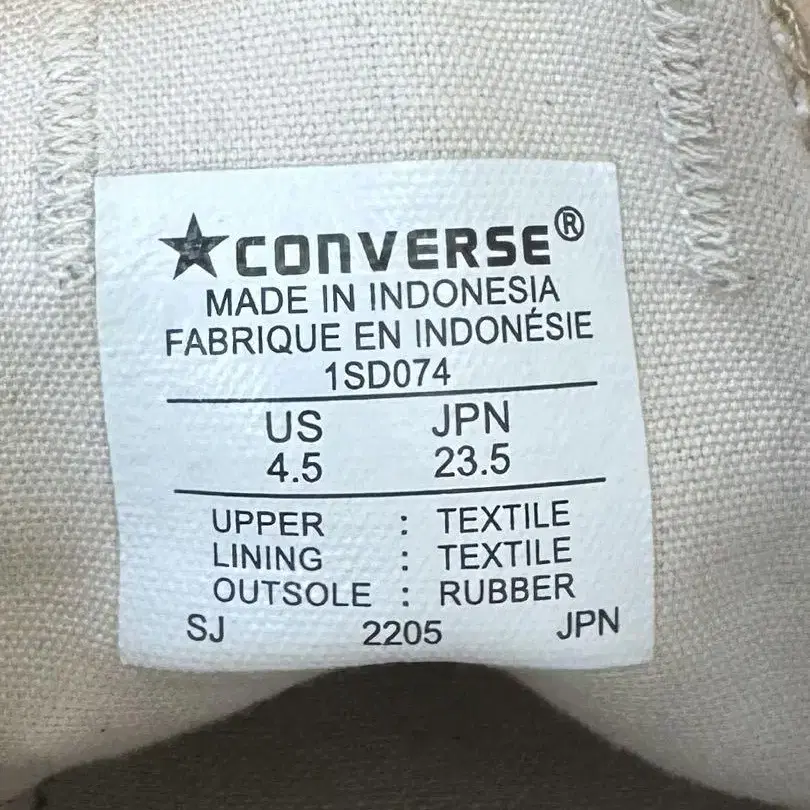 ★CONVERSE®
MADE IN INDONESIA
FABRIQUE EN INDONÉSIE
1SD074
US JPN
4.5 23.5
UPPER : TEXTILE
LINING : TEXTILE
OUTSOLE : RUBBER
SJ 2205 JPN